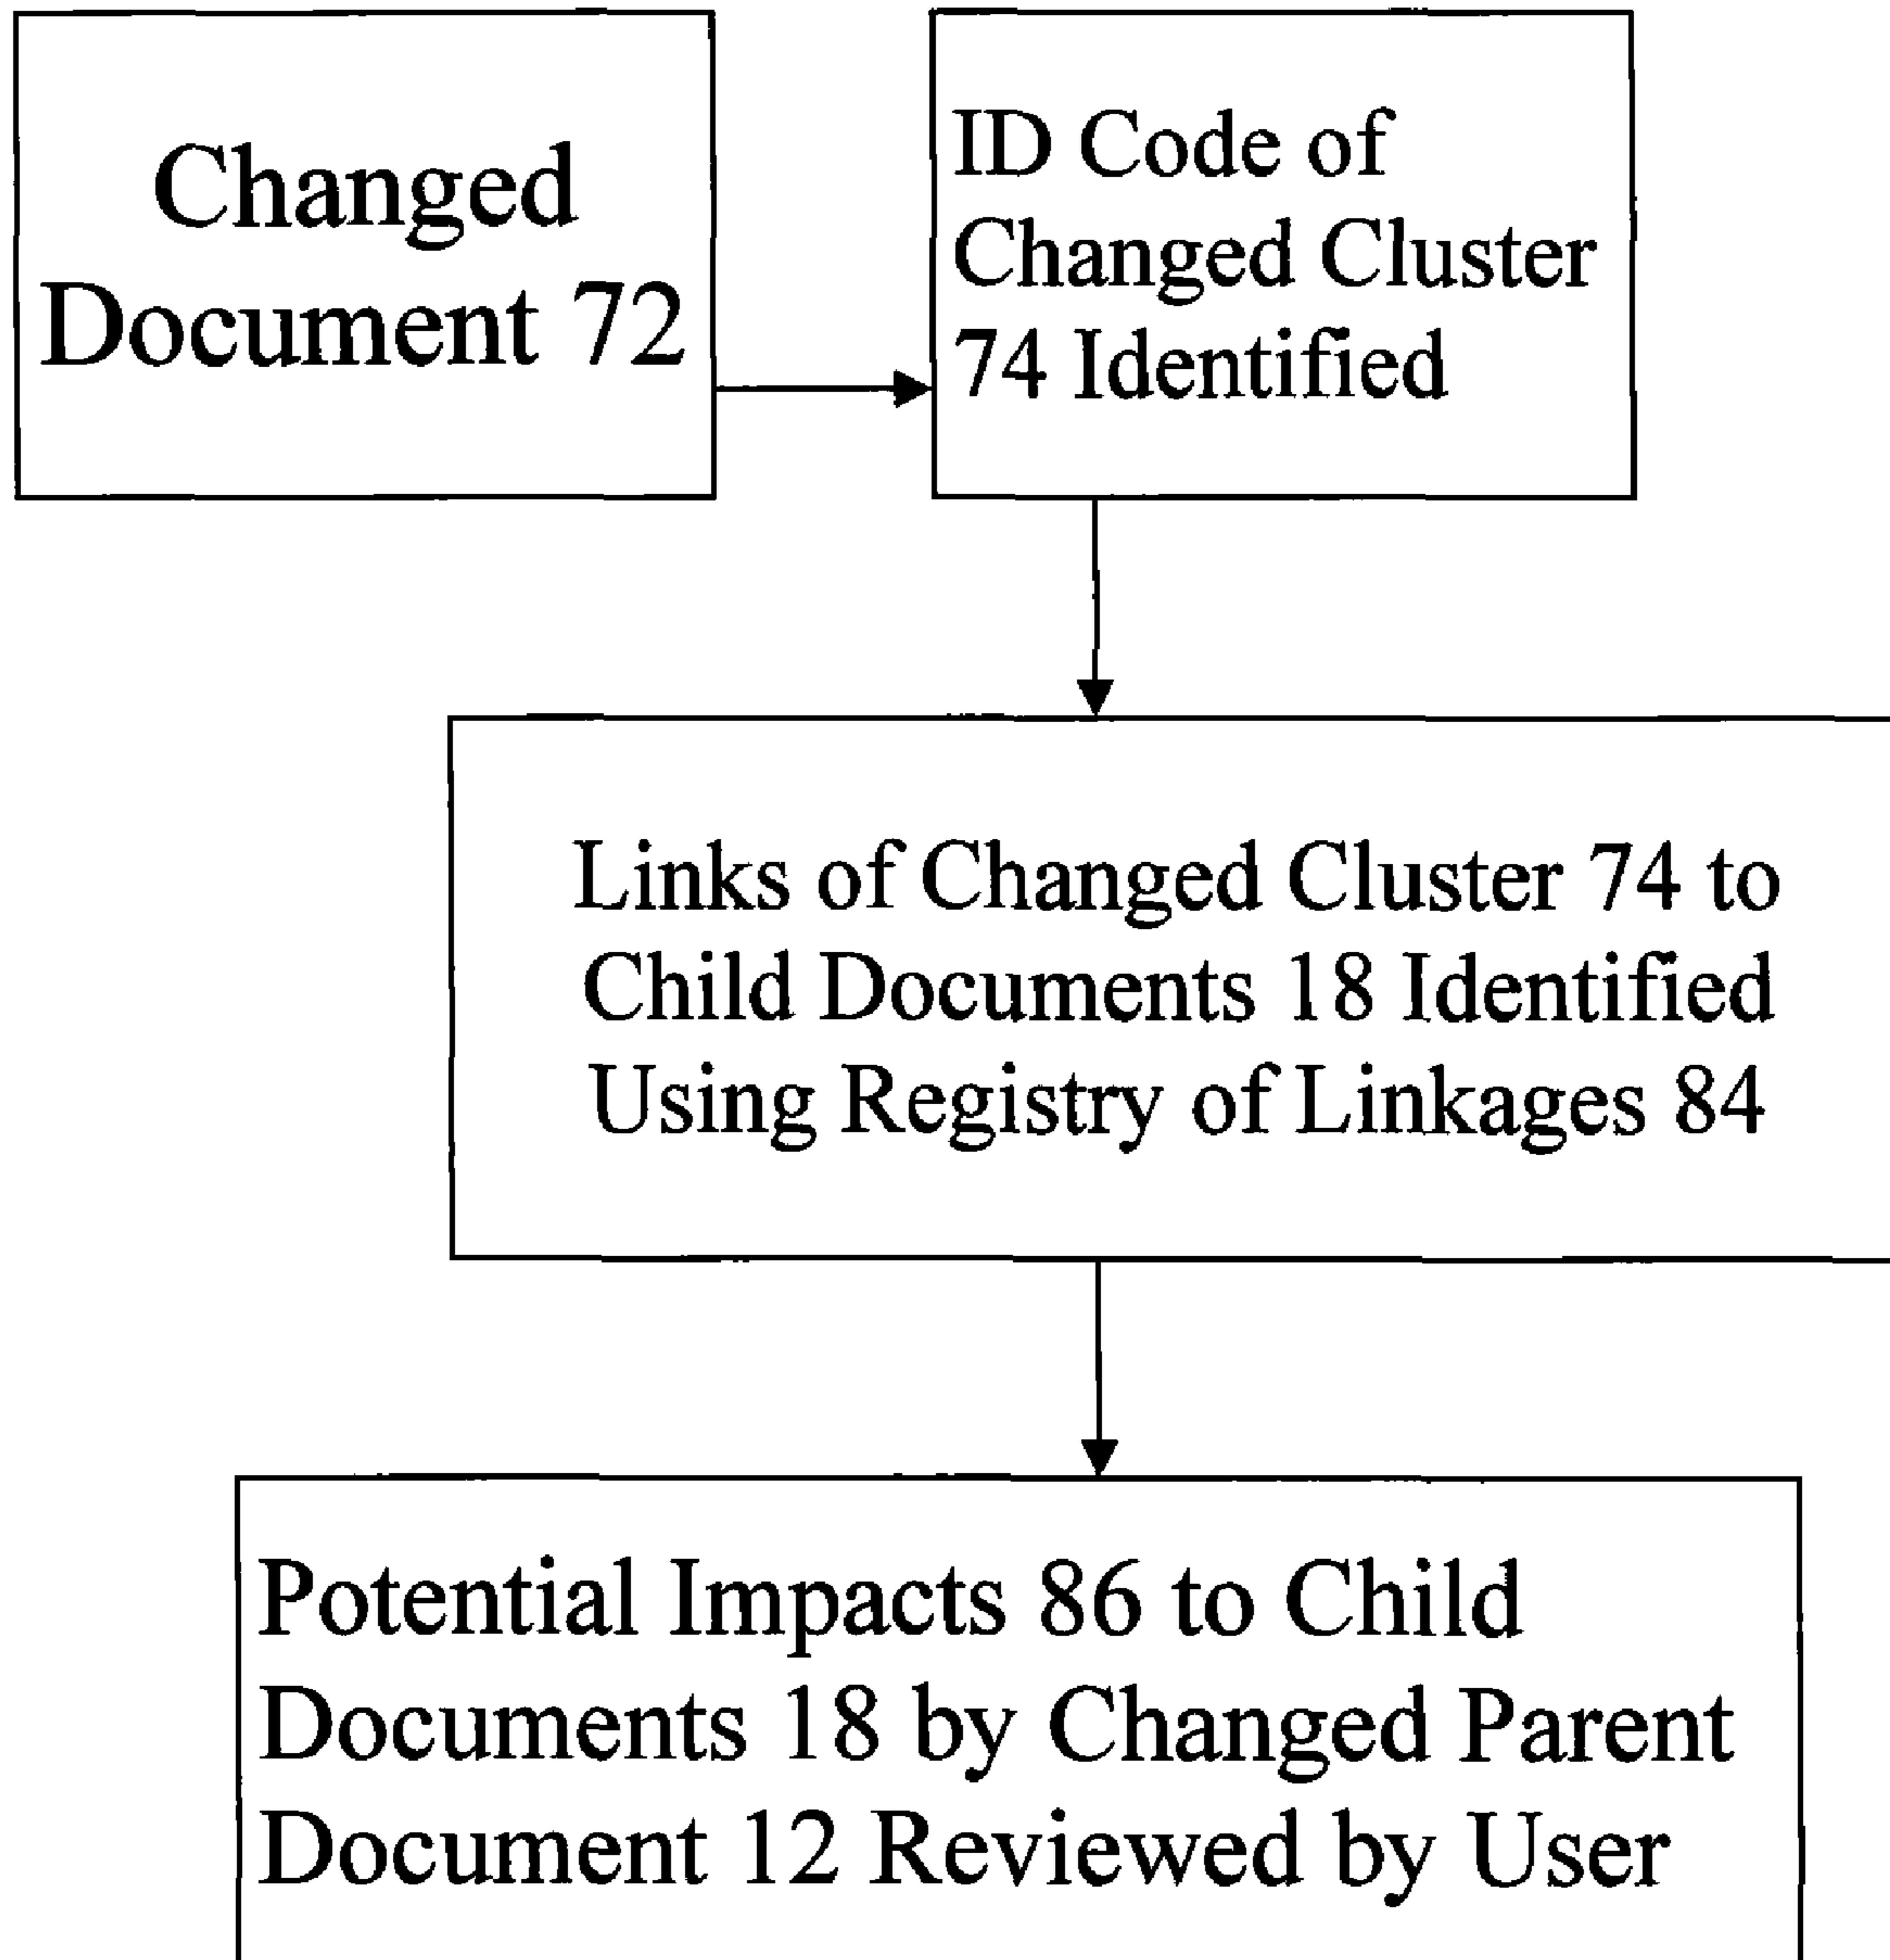 Changed
Document 72
ID Code of
Changed Cluster
74 Identified
Links of Changed Cluster 74 to
Child Documents 18 Identified
Using Registry of Linkages 84
Potential Impacts 86 to Child
Documents 18 by Changed Parent
Document 12 Reviewed by User